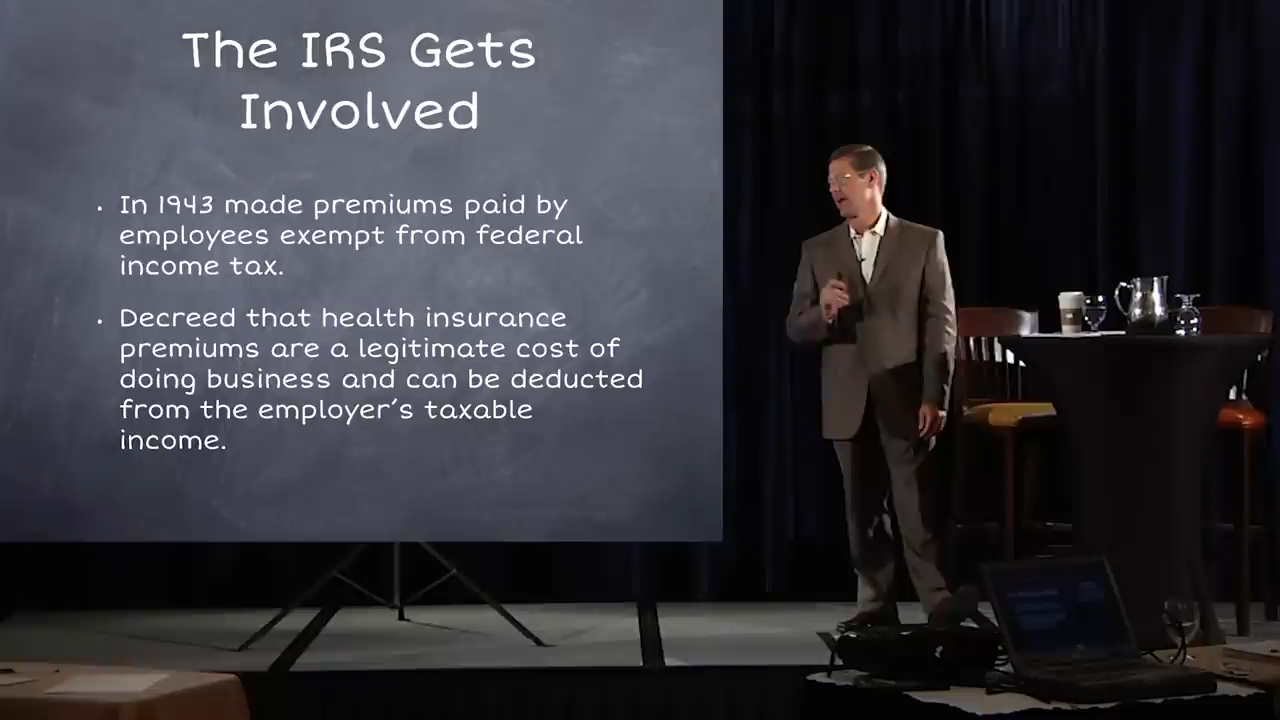 The IRS Gets
Involved
• In 1943 made premiums paid by
employees exempt from federal
income tax.
• Decreed that health insurance
premiums are a legitimate cost of
doing business and can be deducted
from the employer's taxable
income.